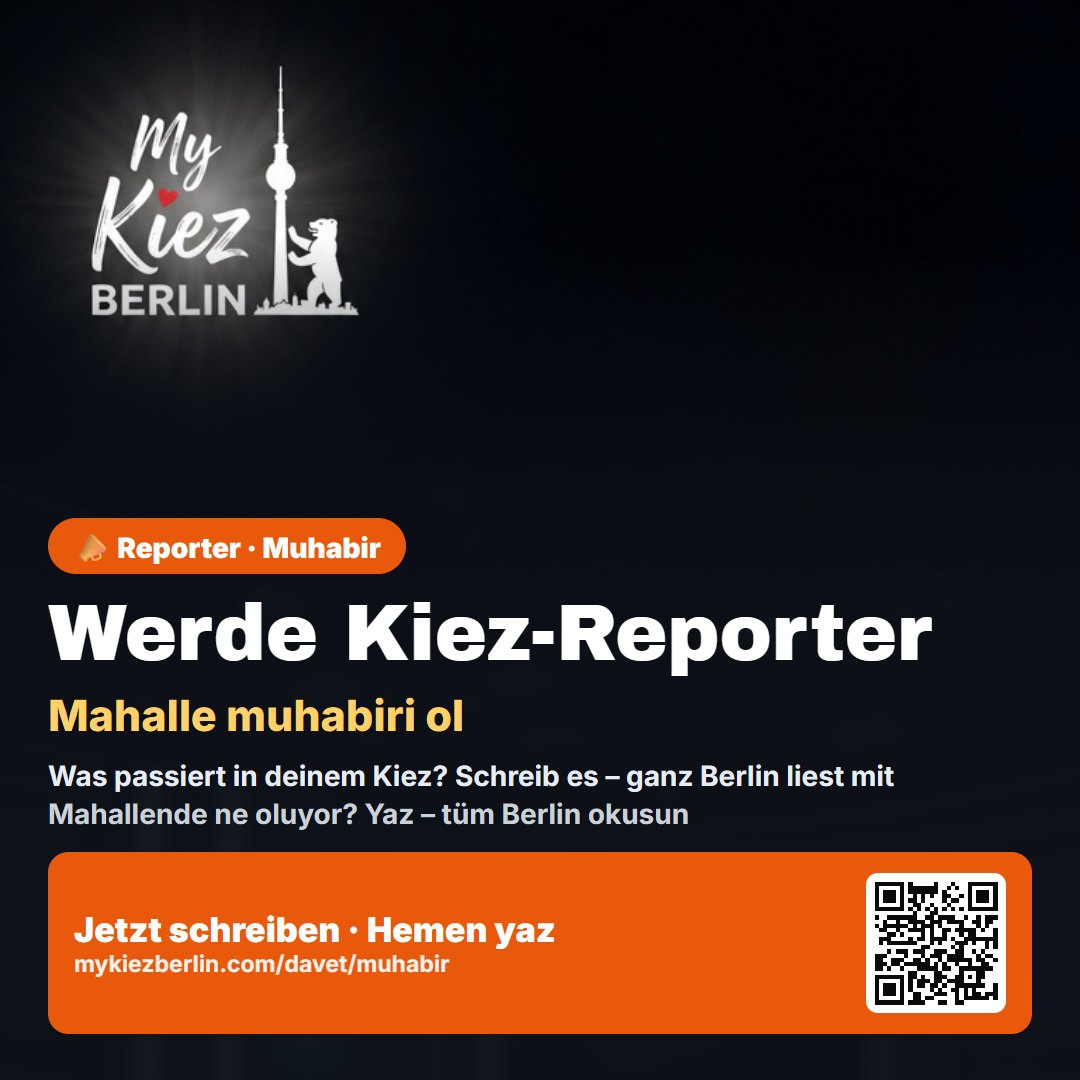 My
Kiez
BERLIN
Reporter · Muhabir
Werde Kiez-Reporter
Mahalle muhabiri ol
Was passiert in deinem Kiez? Schreib es – ganz Berlin liest mit
Mahallende ne oluyor? Yaz – tüm Berlin okusun
Jetzt schreiben · Hemen yaz
mykiezberlin.com/davet/muhabir